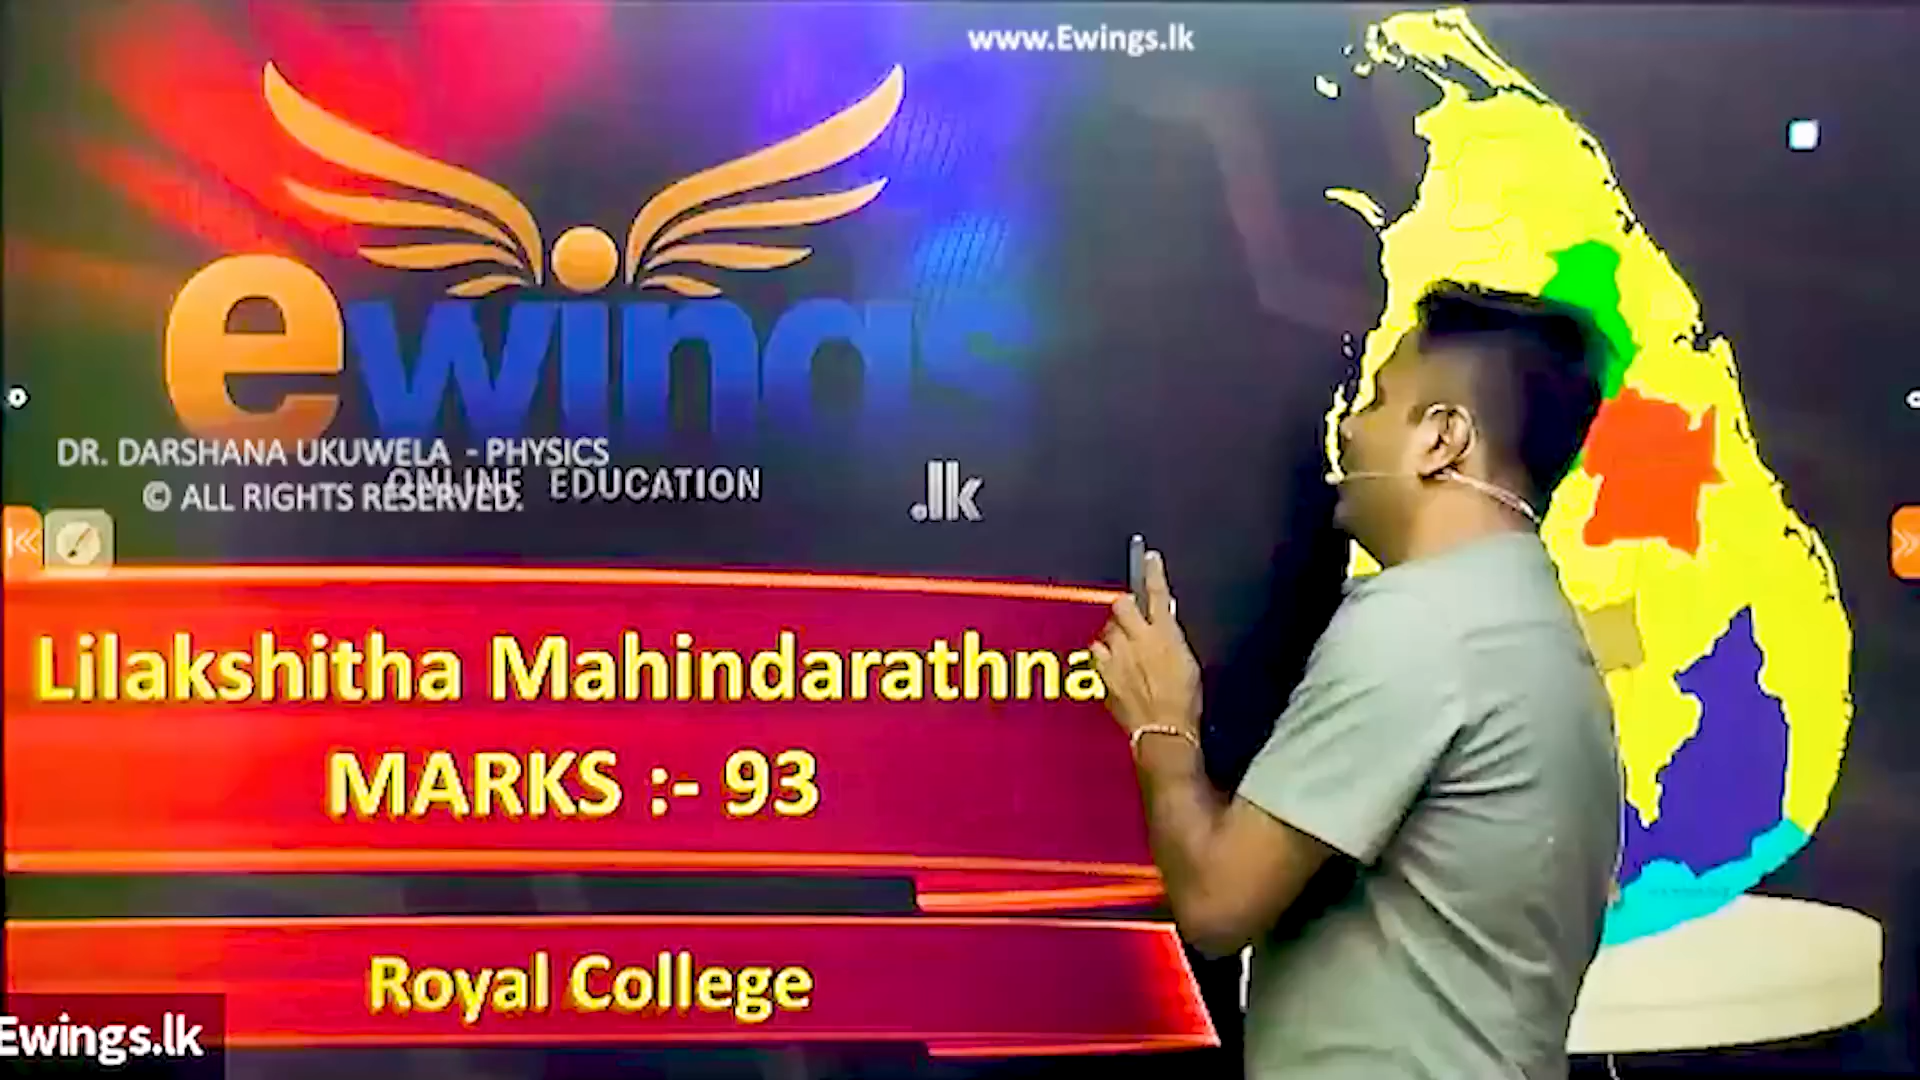 www.Ewings.lk
ewings
DR. DARSHANA UKUWELA - PHYSICS
ONLINE EDUCATION
© ALL RIGHTS RESERVED.
.lk
Lilakshitha Mahindarathna
MARKS :- 93
Royal College
Ewings.lk